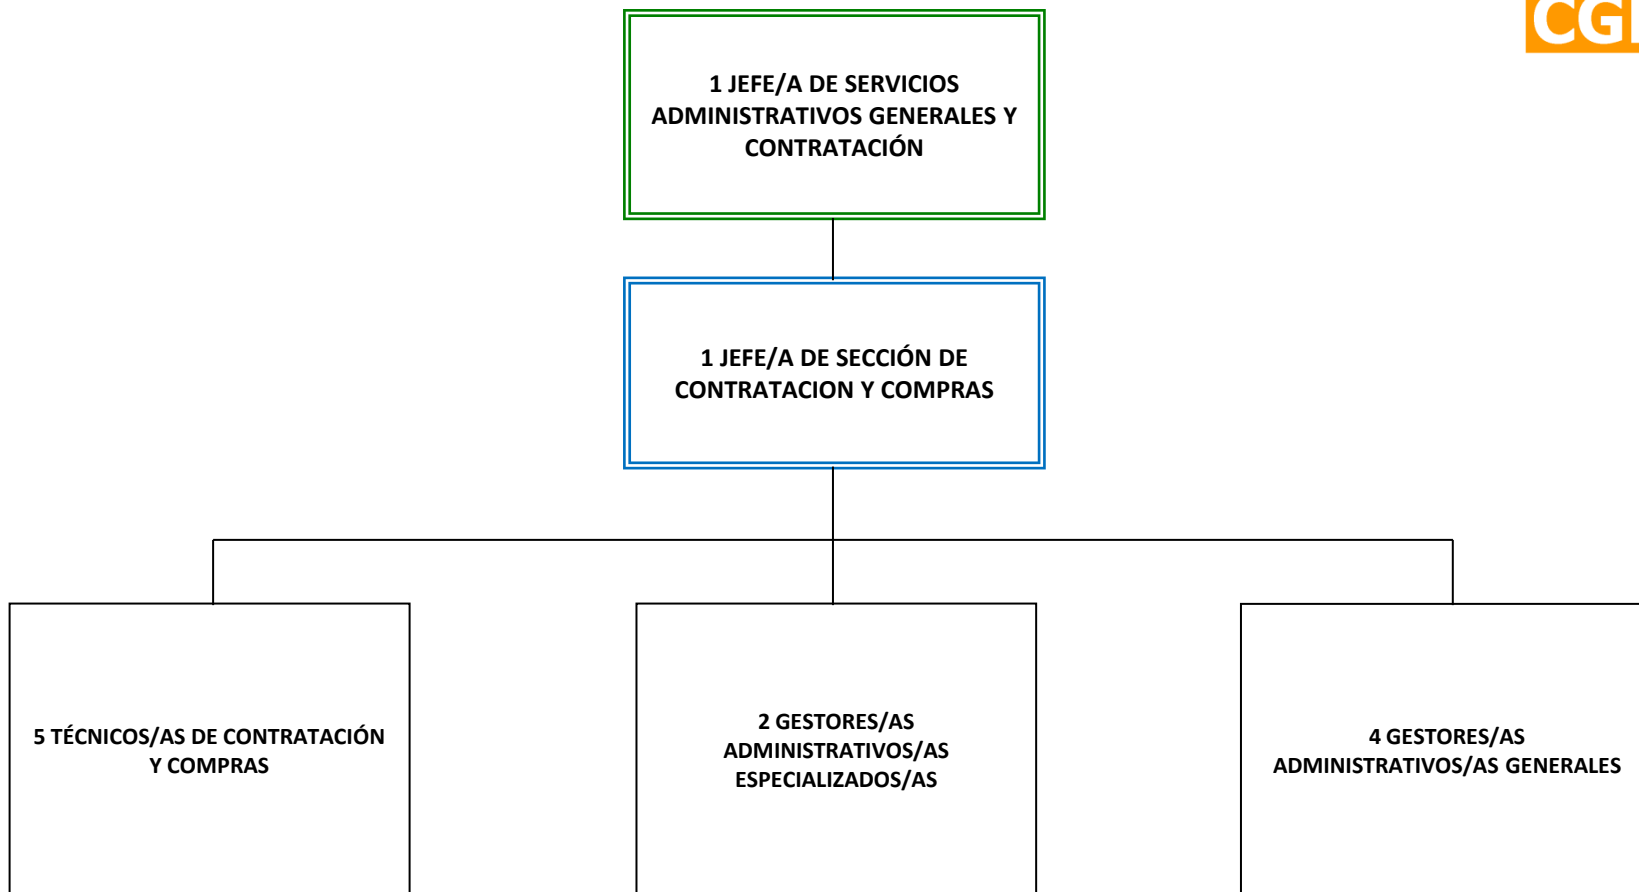 CGI
1 JEFE/A DE SERVICIOS
ADMINISTRATIVOS GENERALES Y
CONTRATACIÓN
1 JEFE/A DE SECCIÓN DE
CONTRATACION Y COMPRAS
5 TÉCNICOS/AS DE CONTRATACIÓN
Y COMPRAS
2 GESTORES/AS
ADMINISTRATIVOS/AS
ESPECIALIZADOS/AS
4 GESTORES/AS
ADMINISTRATIVOS/AS GENERALES